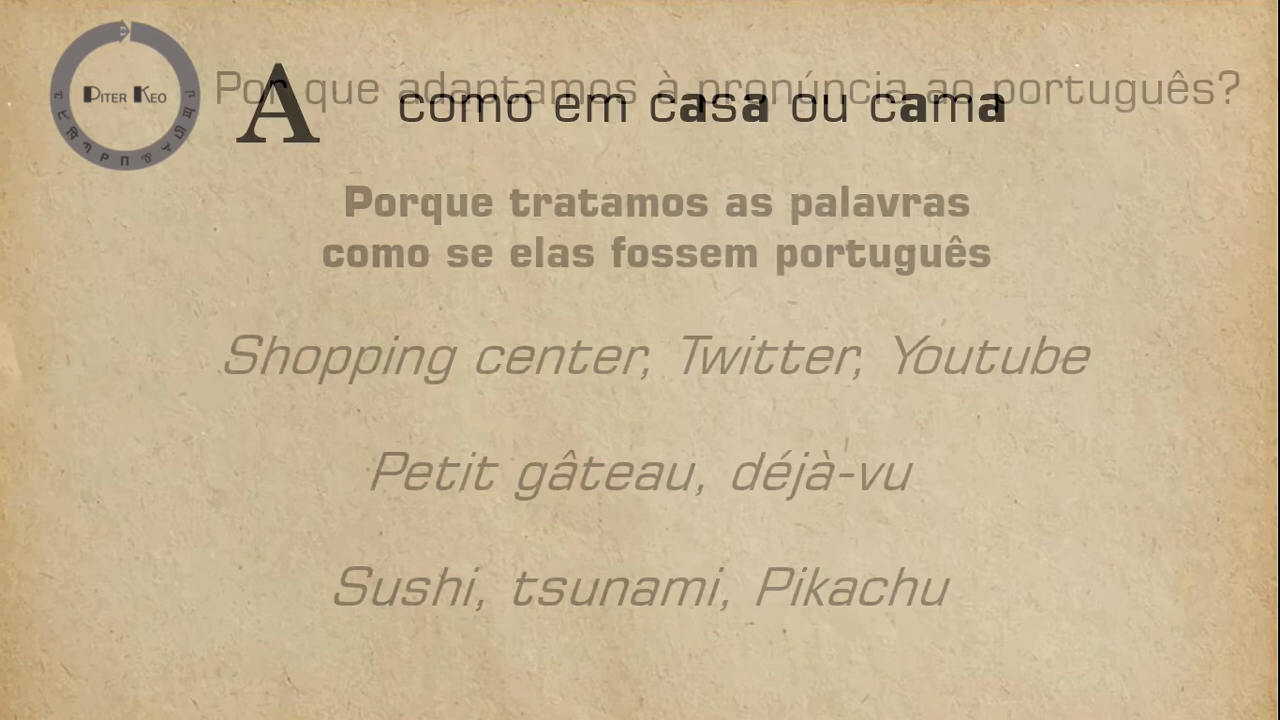 PITER KEO
Por que adaptamos à pronúncia ao português?
A como em casa ou cama
Porque tratamos as palavras
como se elas fossem português
Shopping center, Twitter, Youtube
Petit gâteau, déjà-vu
Sushi, tsunami, Pikachu